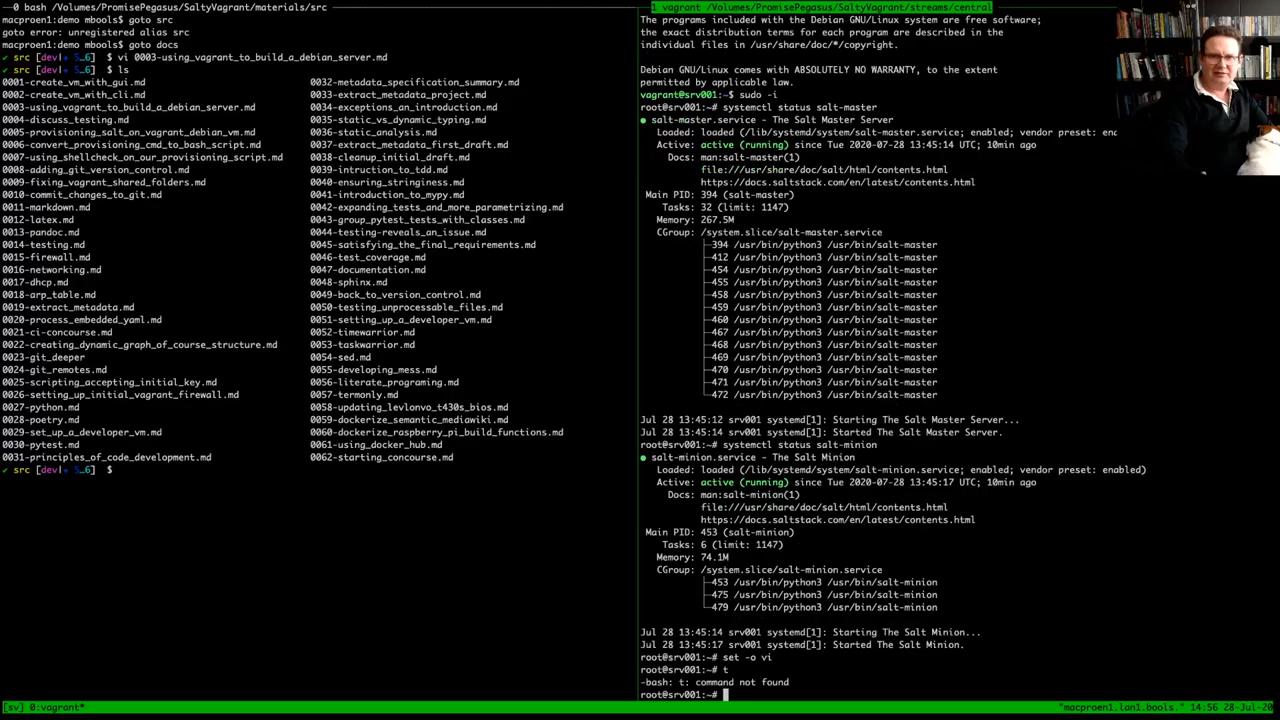 --0 bash /Volumes/PromisePegasus/SaltyVagrant/materials/src
goto error: unregistered alias src
macproen1:demo mbools$ goto docs
✔ src [dev|+ 5…6] $ vi 0003-using_vagrant_to_build_a_debian_server.md
✔ src [dev|+ 5…6] $ ls
0001-create_vm_with_gui.md 0032-metadata_specification_summary.md
0002-create_vm_with_cli.md 0033-extract_metadata_project.md
0003-using_vagrant_to_build_a_debian_server.md 0034-exceptions_an_introduction.md
0004-discuss_testing.md 0035-static_vs_dynamic_typing.md
0005-provisioning_salt_on_vagrant_debian_vm.md 0036-static_analysis.md
0006-convert_provisioning_cmd_to_bash_script.md 0037-extract_metadata_first_draft.md
0007-using_shellcheck_on_our_provisioning_script.md 0038-cleanup_initial_draft.md
0008-adding_git_version_control.md 0039-intruction_to_tdd.md
0009-fixing_vagrant_shared_folders.md 0040-ensuring_stringiness.md
0010-commit_changes_to_git.md 0041-introduction_to_mypy.md
0011-markdown.md 0042-expanding_tests_and_more_parametrizing.md
0012-latex.md 0043-group_pytest_tests_with_classes.md
0013-pandoc.md 0044-testing-reveals_an_issue.md
0014-testing.md 0045-satisfying_the_final_requirements.md
0015-firewall.md 0046-test_coverage.md
0016-networking.md 0047-documentation.md
0017-dhcp.md 0048-sphinx.md
0018-arp_table.md 0049-back_to_version_control.md
0019-extract_metadata.md 0050-testing_unprocessable_files.md
0020-process_embedded_yaml.md 0051-setting_up_a_developer_vm.md
0021-ci-concourse.md 0052-timewarrior.md
0022-creating_dynamic_graph_of_course_structure.md 0053-taskwarrior.md
0023-git_deeper 0054-sed.md
0024-git_remotes.md 0055-developing_mess.md
0025-scripting_accepting_initial_key.md 0056-literate_programing.md
0026-setting_up_initial_vagrant_firewall.md 0057-termonly.md
0027-python.md 0058-updating_levlonvo_t430s_bios.md
0028-poetry.md 0059-dockerize_semantic_mediawiki.md
0029-set_up_a_developer_vm.md 0060-dockerize_raspberry_pi_build_functions.md
0030-pytest.md 0061-using_docker_hub.md
0031-principles_of_code_development.md 0062-starting_concourse.md
✔ src [dev|+ 5…6] $
1 vagrant /Volumes/PromisePegasus/SaltyVagrant/streams/central
The programs included with the Debian GNU/Linux system are free software;
the exact distribution terms for each program are described in the
individual files in /usr/share/doc/*/copyright.
Debian GNU/Linux comes with ABSOLUTELY NO WARRANTY, to the extent
permitted by applicable law.
vagrant@srv001:~$ sudo -i
root@srv001:~# systemctl status salt-master
● salt-master.service - The Salt Master Server
Loaded: loaded (/lib/systemd/system/salt-master.service; enabled; vendor preset: ena
Active: active (running) since Tue 2020-07-28 13:45:14 UTC; 10min ago
Docs: man:salt-master(1)
file:///usr/share/doc/salt/html/contents.html
https://docs.saltstack.com/en/latest/contents.html
Main PID: 394 (salt-master)
Tasks: 32 (limit: 1147)
Memory: 267.5M
CGroup: /system.slice/salt-master.service
├─394 /usr/bin/python3 /usr/bin/salt-master
├─412 /usr/bin/python3 /usr/bin/salt-master
├─454 /usr/bin/python3 /usr/bin/salt-master
├─455 /usr/bin/python3 /usr/bin/salt-master
├─458 /usr/bin/python3 /usr/bin/salt-master
├─459 /usr/bin/python3 /usr/bin/salt-master
├─460 /usr/bin/python3 /usr/bin/salt-master
├─467 /usr/bin/python3 /usr/bin/salt-master
├─468 /usr/bin/python3 /usr/bin/salt-master
├─469 /usr/bin/python3 /usr/bin/salt-master
├─470 /usr/bin/python3 /usr/bin/salt-master
├─471 /usr/bin/python3 /usr/bin/salt-master
└─472 /usr/bin/python3 /usr/bin/salt-master
Jul 28 13:45:12 srv001 systemd[1]: Starting The Salt Master Server...
Jul 28 13:45:14 srv001 systemd[1]: Started The Salt Master Server.
root@srv001:~# systemctl status salt-minion
● salt-minion.service - The Salt Minion
Loaded: loaded (/lib/systemd/system/salt-minion.service; enabled; vendor preset: enabled)
Active: active (running) since Tue 2020-07-28 13:45:17 UTC; 10min ago
Docs: man:salt-minion(1)
file:///usr/share/doc/salt/html/contents.html
https://docs.saltstack.com/en/latest/contents.html
Main PID: 453 (salt-minion)
Tasks: 6 (limit: 1147)
Memory: 74.1M
CGroup: /system.slice/salt-minion.service
├─453 /usr/bin/python3 /usr/bin/salt-minion
├─475 /usr/bin/python3 /usr/bin/salt-minion
└─479 /usr/bin/python3 /usr/bin/salt-minion
Jul 28 13:45:14 srv001 systemd[1]: Starting The Salt Minion...
Jul 28 13:45:17 srv001 systemd[1]: Started The Salt Minion.
root@srv001:~# set -o vi
root@srv001:~# t
-bash: t: command not found
root@srv001:~#
[sv] 0:vagrant* "macproen1.lan1.bools." 14:56 28-Jul-20